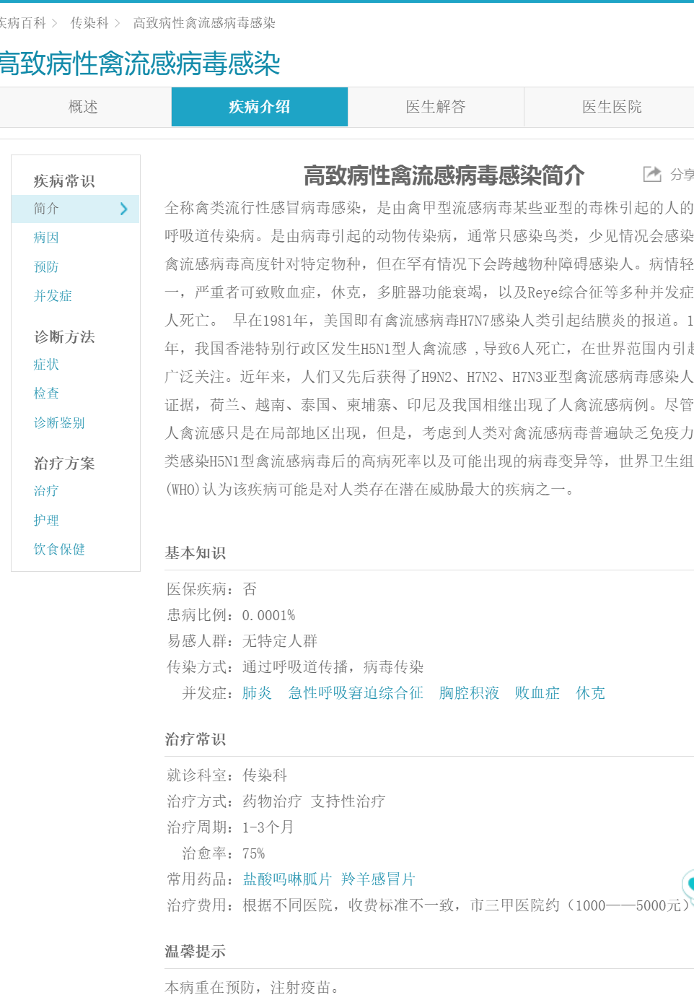 疾病百科 > 传染科 > 高致病性禽流感病毒感染
高致病性禽流感病毒感染
概述
疾病介绍
医生解答
医生医院
疾病常识
简介
病因
预防
并发症
诊断方法
症状
检查
诊断鉴别
治疗方案
治疗
护理
饮食保健
高致病性禽流感病毒感染简介
分享
全称禽类流行性感冒病毒感染，是由禽甲型流感病毒某些亚型的毒株引起的人的
呼吸道传染病。是由病毒引起的动物传染病，通常只感染鸟类，少见情况会感染
禽流感病毒高度针对特定物种，但在罕有情况下会跨越物种障碍感染人。病情轻
一，严重者可致败血症，休克，多脏器功能衰竭，以及Reye综合征等多种并发症
人死亡。 早在1981年，美国即有禽流感病毒H7N7感染人类引起结膜炎的报道。1
年，我国香港特别行政区发生H5N1型人禽流感 ,导致6人死亡，在世界范围内引起
广泛关注。近年来，人们又先后获得了H9N2、H7N2、H7N3亚型禽流感病毒感染人
证据，荷兰、越南、泰国、柬埔寨、印尼及我国相继出现了人禽流感病例。尽管
人禽流感只是在局部地区出现，但是，考虑到人类对禽流感病毒普遍缺乏免疫力
类感染H5N1型禽流感病毒后的高病死率以及可能出现的病毒变异等，世界卫生组
(WHO)认为该疾病可能是对人类存在潜在威胁最大的疾病之一。
基本知识
医保疾病：否
患病比例：0.0001%
易感人群：无特定人群
传染方式：通过呼吸道传播，病毒传染
并发症：肺炎 急性呼吸窘迫综合征 胸腔积液 败血症 休克
治疗常识
就诊科室：传染科
治疗方式：药物治疗 支持性治疗
治疗周期：1-3个月
治愈率：75%
常用药品：盐酸吗啉胍片 羚羊感冒片
治疗费用：根据不同医院，收费标准不一致，市三甲医院约（1000——5000元）
温馨提示
本病重在预防，注射疫苗。